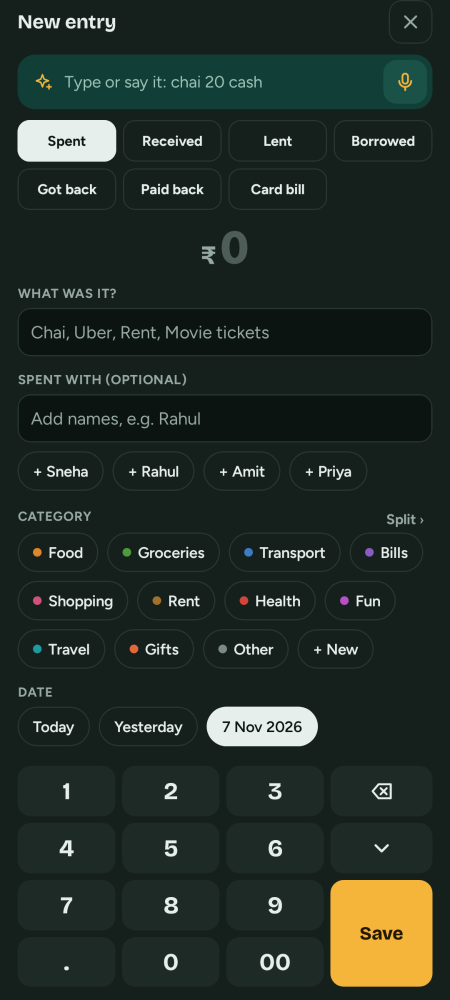 New entry
Type or say it: chai 20 cash
Spent Received Lent Borrowed
Got back Paid back Card bill
₹0
WHAT WAS IT?
Chai, Uber, Rent, Movie tickets
SPENT WITH (OPTIONAL)
Add names, e.g. Rahul
+ Sneha + Rahul + Amit + Priya
CATEGORY Split ›
Food Groceries Transport Bills
Shopping Rent Health Fun
Travel Gifts Other + New
DATE
Today Yesterday 7 Nov 2026
1 2 3
4 5 6
7 8 9
Save
. 0 00